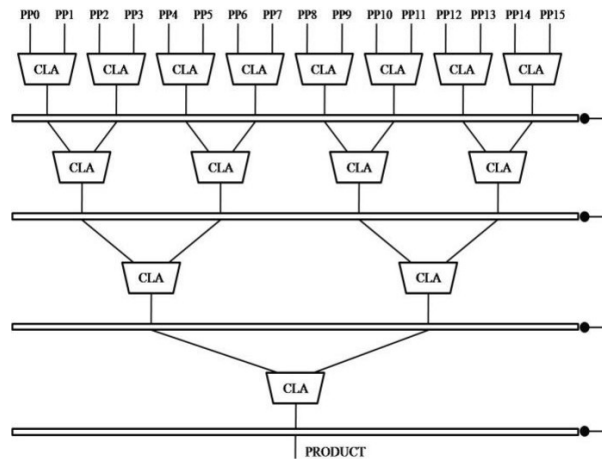 PP0 PP1 PP2 PP3 PP4 PP5 PP6 PP7 PP8 PP9 PP10 PP11 PP12 PP13 PP14 PP15
CLA CLA CLA CLA CLA CLA CLA CLA
CLA CLA CLA CLA
CLA CLA
CLA
PRODUCT